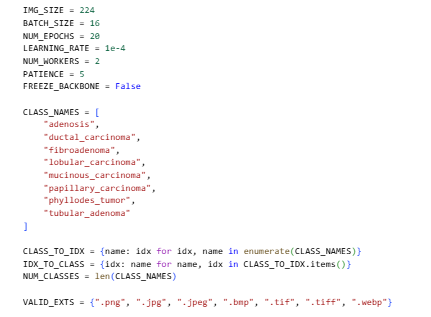 IMG_SIZE = 224
BATCH_SIZE = 16
NUM_EPOCHS = 20
LEARNING_RATE = 1e-4
NUM_WORKERS = 2
PATIENCE = 5
FREEZE_BACKBONE = False

CLASS_NAMES = [
    "adenosis",
    "ductal_carcinoma",
    "fibroadenoma",
    "lobular_carcinoma",
    "mucinous_carcinoma",
    "papillary_carcinoma",
    "phyllodes_tumor",
    "tubular_adenoma"
]

CLASS_TO_IDX = {name: idx for idx, name in enumerate(CLASS_NAMES)}
IDX_TO_CLASS = {idx: name for name, idx in CLASS_TO_IDX.items()}
NUM_CLASSES = len(CLASS_NAMES)

VALID_EXTS = {".png", ".jpg", ".jpeg", ".bmp", ".tif", ".tiff", ".webp"}